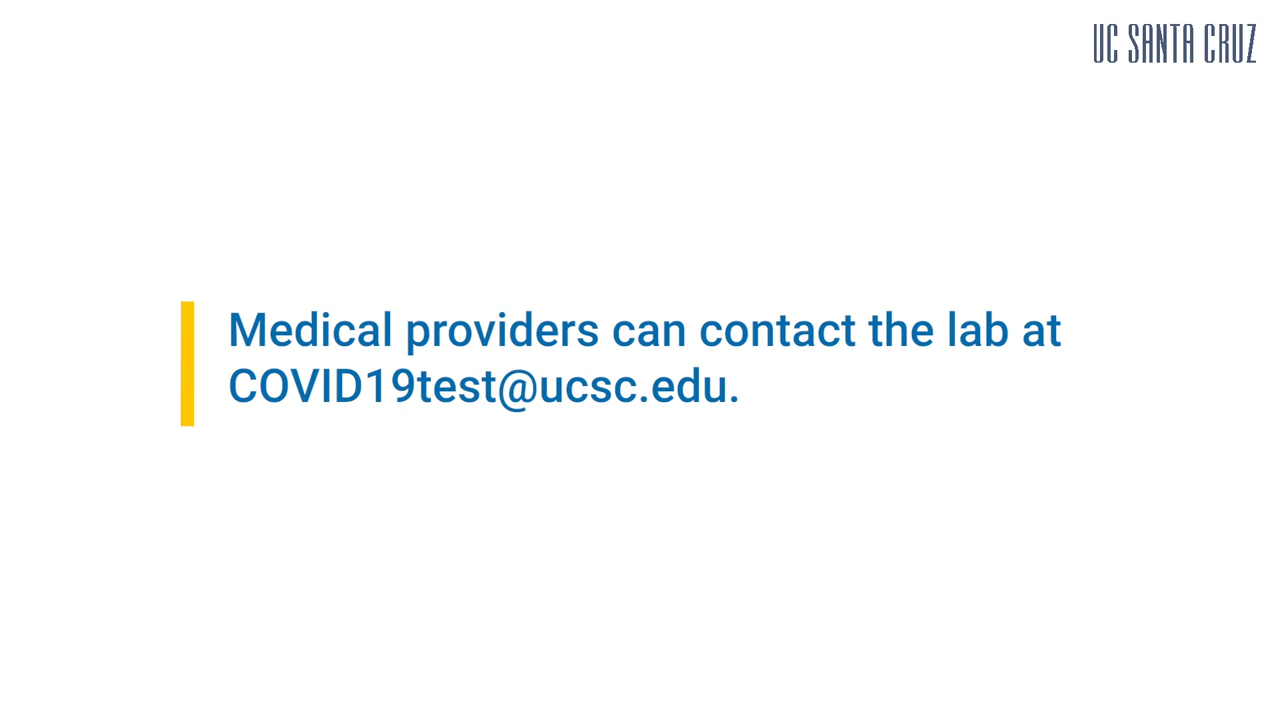 UC SANTA CRUZ
Medical providers can contact the lab at
COVID19test@ucsc.edu.